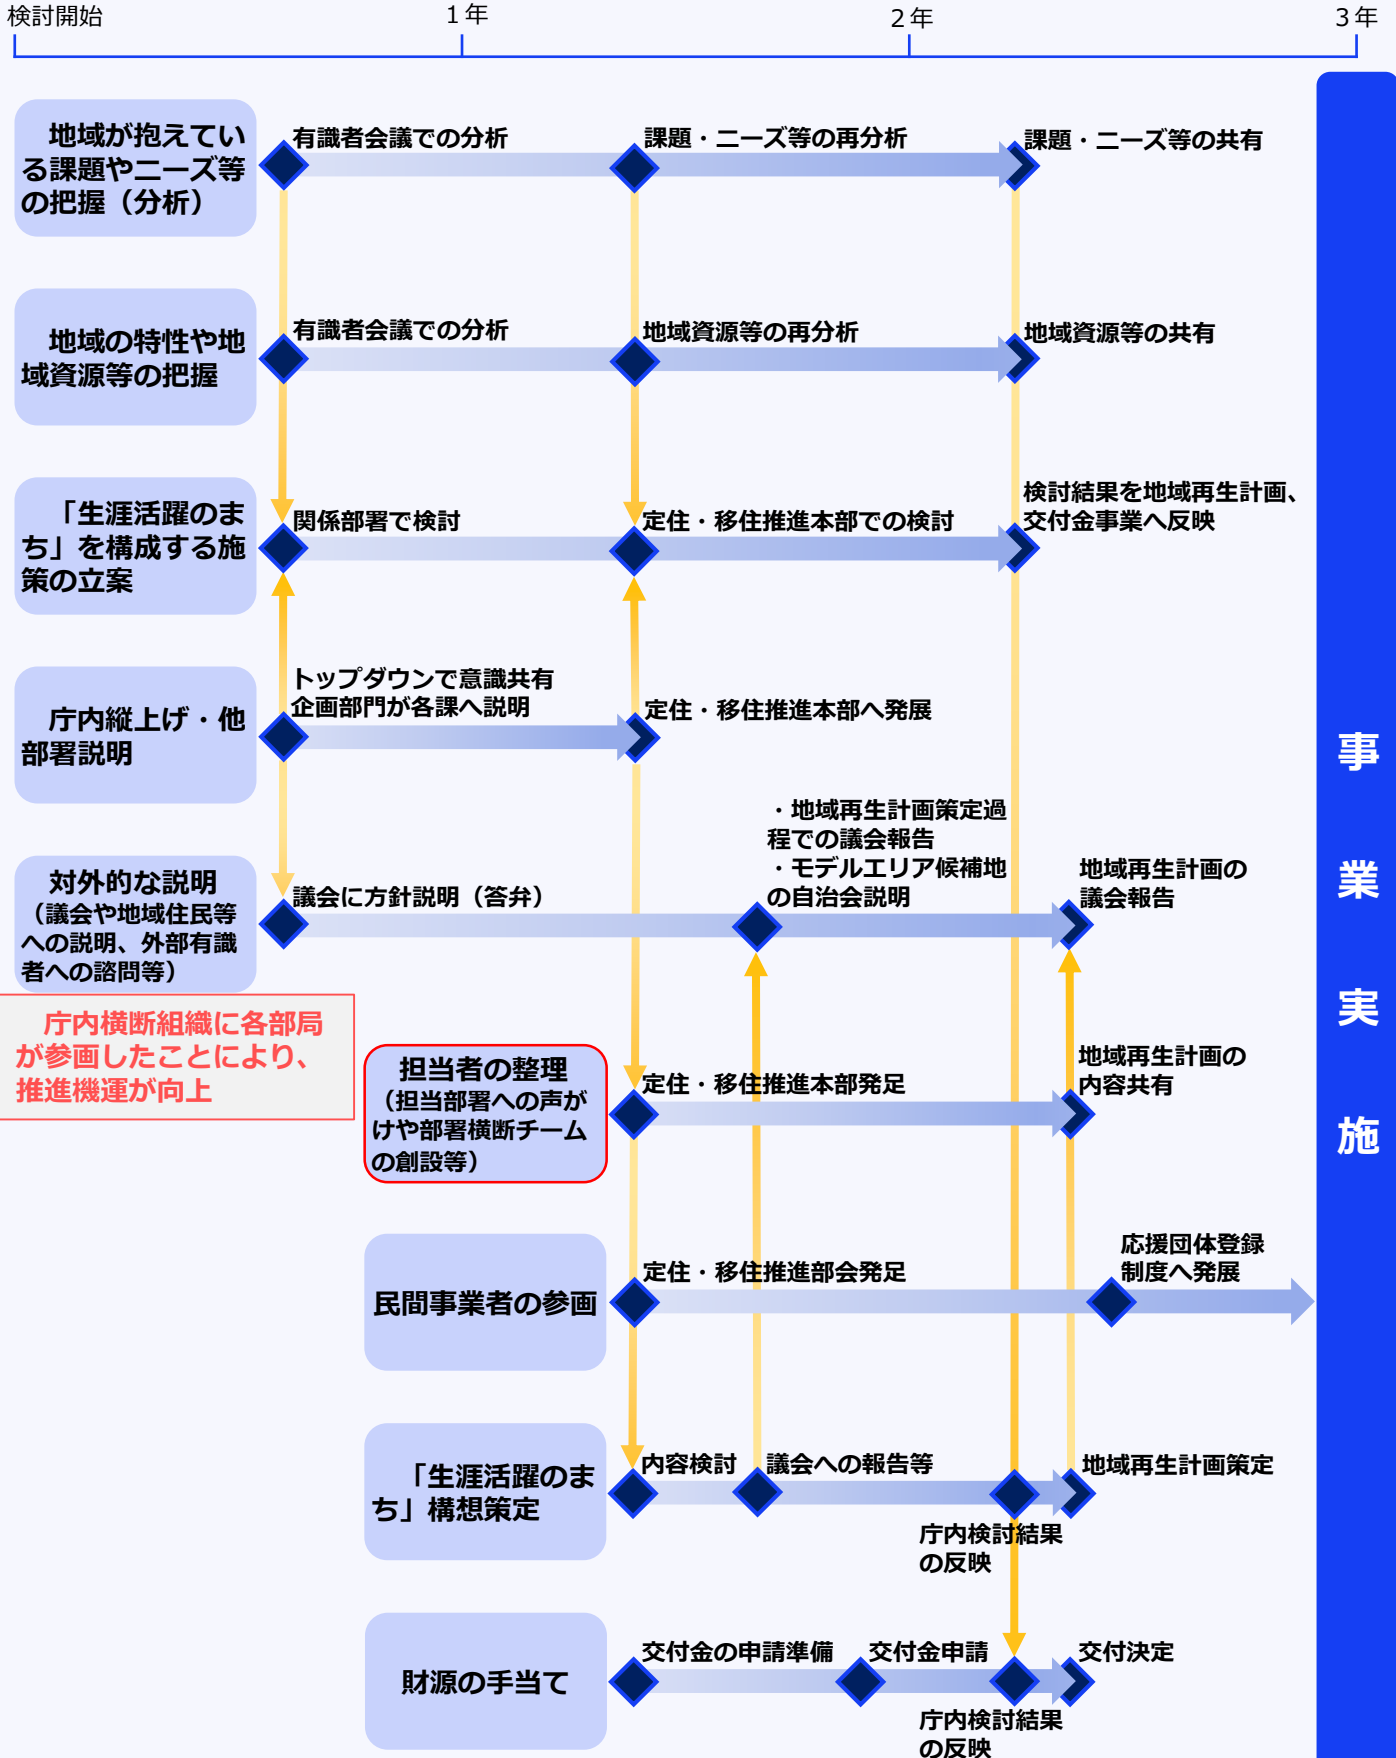 検討開始
1年
2年
3年
地域が抱えてい
る課題やニーズ等
の把握（分析）
有識者会議での分析
課題・ニーズ等の再分析
課題・ニーズ等の共有
地域の特性や地
域資源等の把握
有識者会議での分析
地域資源等の再分析
地域資源等の共有
「生涯活躍のま
ち」を構成する施
策の立案
関係部署で検討
定住・移住推進本部での検討
検討結果を地域再生計画、
交付金事業へ反映
庁内縦上げ・他
部署説明
トップダウンで意識共有
企画部門が各課へ説明
定住・移住推進本部へ発展
対外的な説明
（議会や地域住民等
への説明、外部有識
者への諮問等）
議会に方針説明（答弁）
・地域再生計画策定過
程での議会報告
・モデルエリア候補地
の自治会説明
地域再生計画の
議会報告
庁内横断組織に各部局
が参画したことにより、
推進機運が向上
担当者の整理
（担当部署への声が
けや部署横断チーム
の創設等）
定住・移住推進本部発足
地域再生計画の
内容共有
民間事業者の参画
定住・移住推進部会発足
応援団体登録
制度へ発展
「生涯活躍のま
ち」構想策定
内容検討
議会への報告等
庁内検討結果
の反映
地域再生計画策定
財源の手当て
交付金の申請準備
交付金申請
庁内検討結果
の反映
交付決定
事業実施